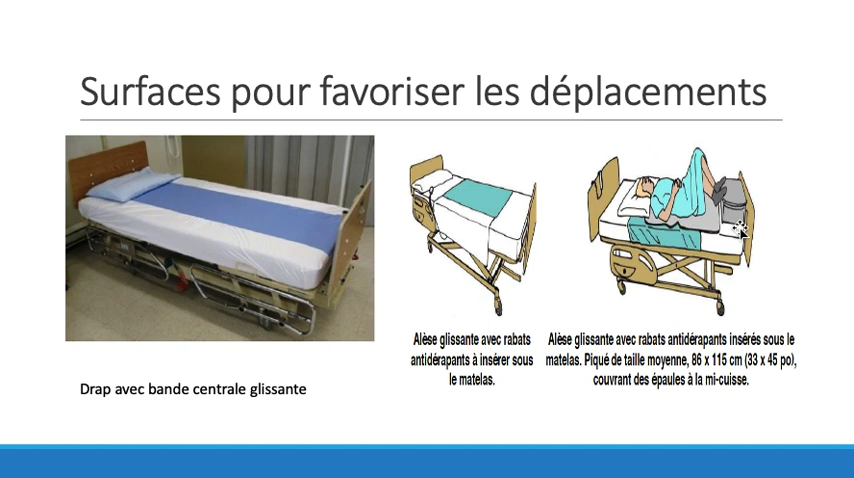 Surfaces pour favoriser les déplacements
Drap avec bande centrale glissante
Alèse glissante avec rabats
antidérapants à insérer sous
le matelas.
Alèse glissante avec rabats antidérapants insérés sous le
matelas. Piqué de taille moyenne, 86 x 115 cm (33 x 45 po),
couvrant des épaules à la mi-cuisse.